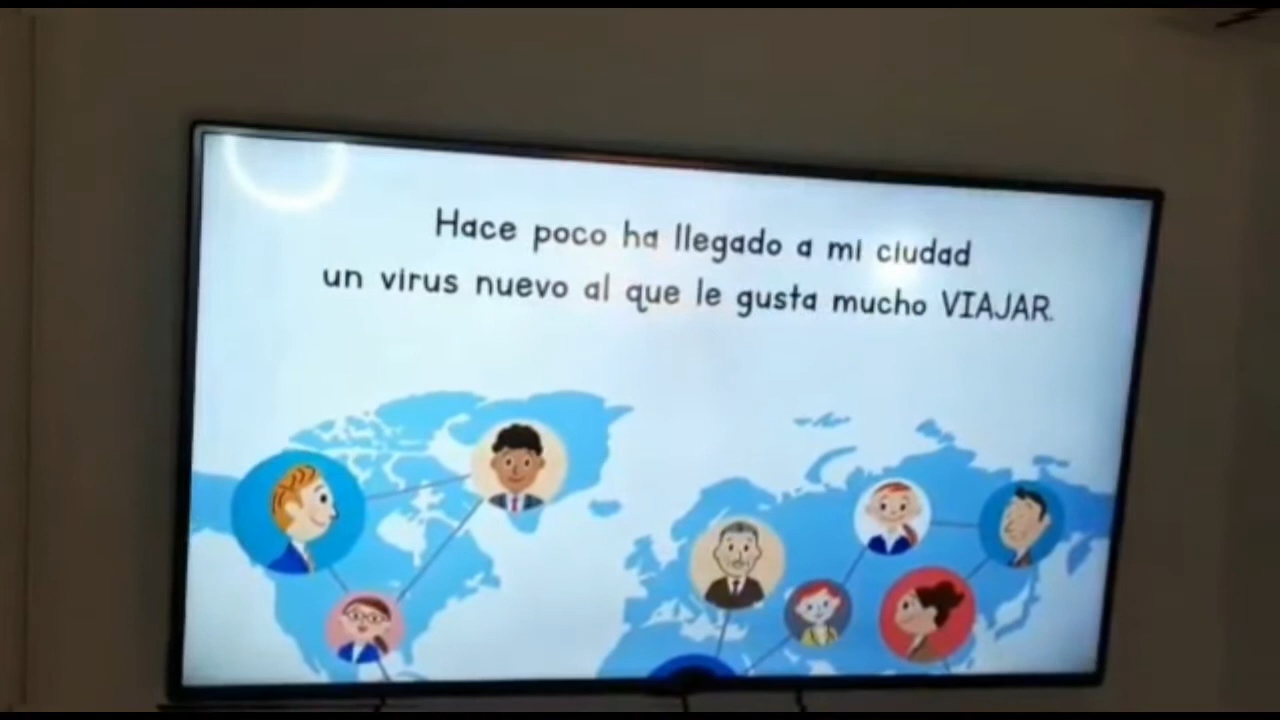 Hace poco ha llegado a mi ciudad
un virus nuevo al que le gusta mucho VIAJAR.